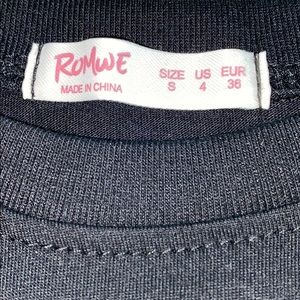 ROMWE
MADE IN CHINA
SIZE US EUR
S 4 36